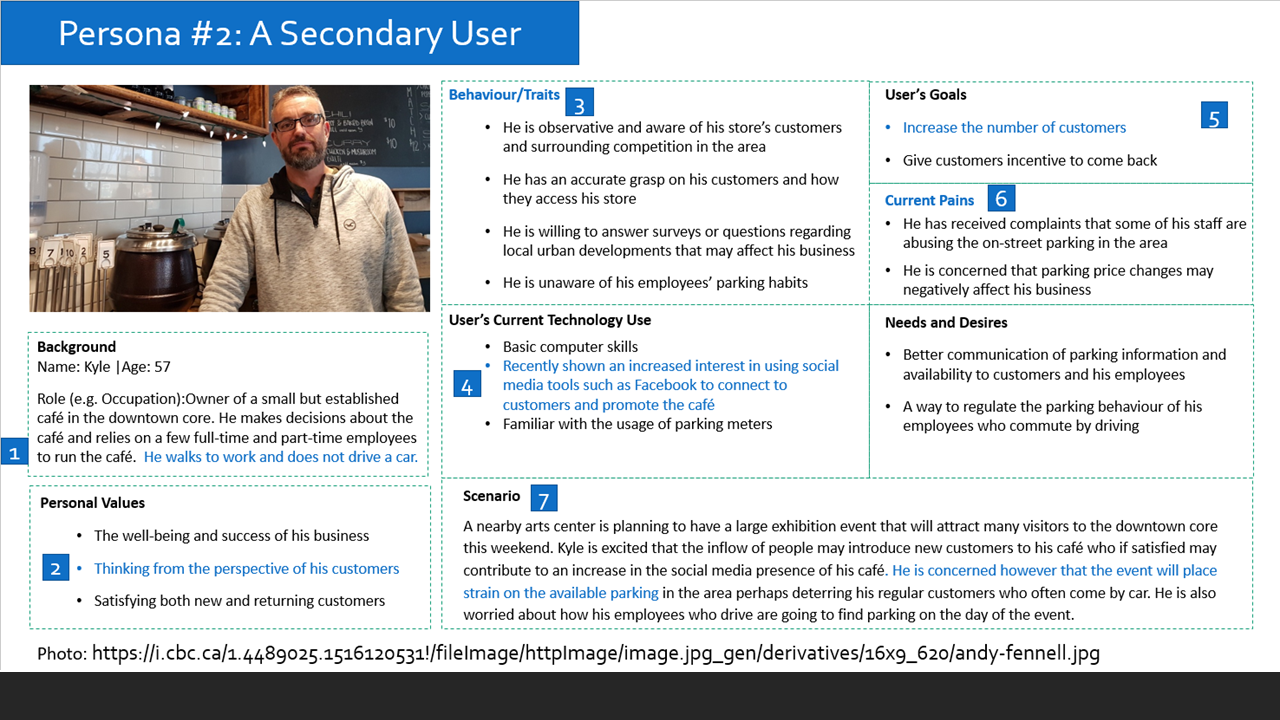 Persona #2: A Secondary User
8
7
10
2
5
$10
Background
Name: Kyle |Age: 57
Role (e.g. Occupation):Owner of a small but established
café in the downtown core. He makes decisions about the
café and relies on a few full-time and part-time employees
1
to run the café. He walks to work and does not drive a car.
Personal Values
• The well-being and success of his business
2
• Thinking from the perspective of his customers
• Satisfying both new and returning customers
Behaviour/Traits
3
• He is observative and aware of his store's customers
and surrounding competition in the area
• He has an accurate grasp on his customers and how
they access his store
• He is willing to answer surveys or questions regarding
local urban developments that may affect his business
• He is unaware of his employees' parking habits
User's Current Technology Use
• Basic computer skills
4
• Recently shown an increased interest in using social
media tools such as Facebook to connect to
customers and promote the café
• Familiar with the usage of parking meters
User's Goals
5
• Increase the number of customers
• Give customers incentive to come back
Current Pains
6
• He has received complaints that some of his staff are
abusing the on-street parking in the area
• He is concerned that parking price changes may
negatively affect his business
Needs and Desires
• Better communication of parking information and
availability to customers and his employees
• A way to regulate the parking behaviour of his
employees who commute by driving
Scenario
7
A nearby arts center is planning to have a large exhibition event that will attract many visitors to the downtown core
this weekend. Kyle is excited that the inflow of people may introduce new customers to his café who if satisfied may
contribute to an increase in the social media presence of his café. He is concerned however that the event will place
strain on the available parking in the area perhaps deterring his regular customers who often come by car. He is also
worried about how his employees who drive are going to find parking on the day of the event.
Photo: https://i.cbc.ca/1.4489025.1516120531!/fileImage/httpImage/image.jpg_gen/derivatives/16x9_620/andy-fennell.jpg